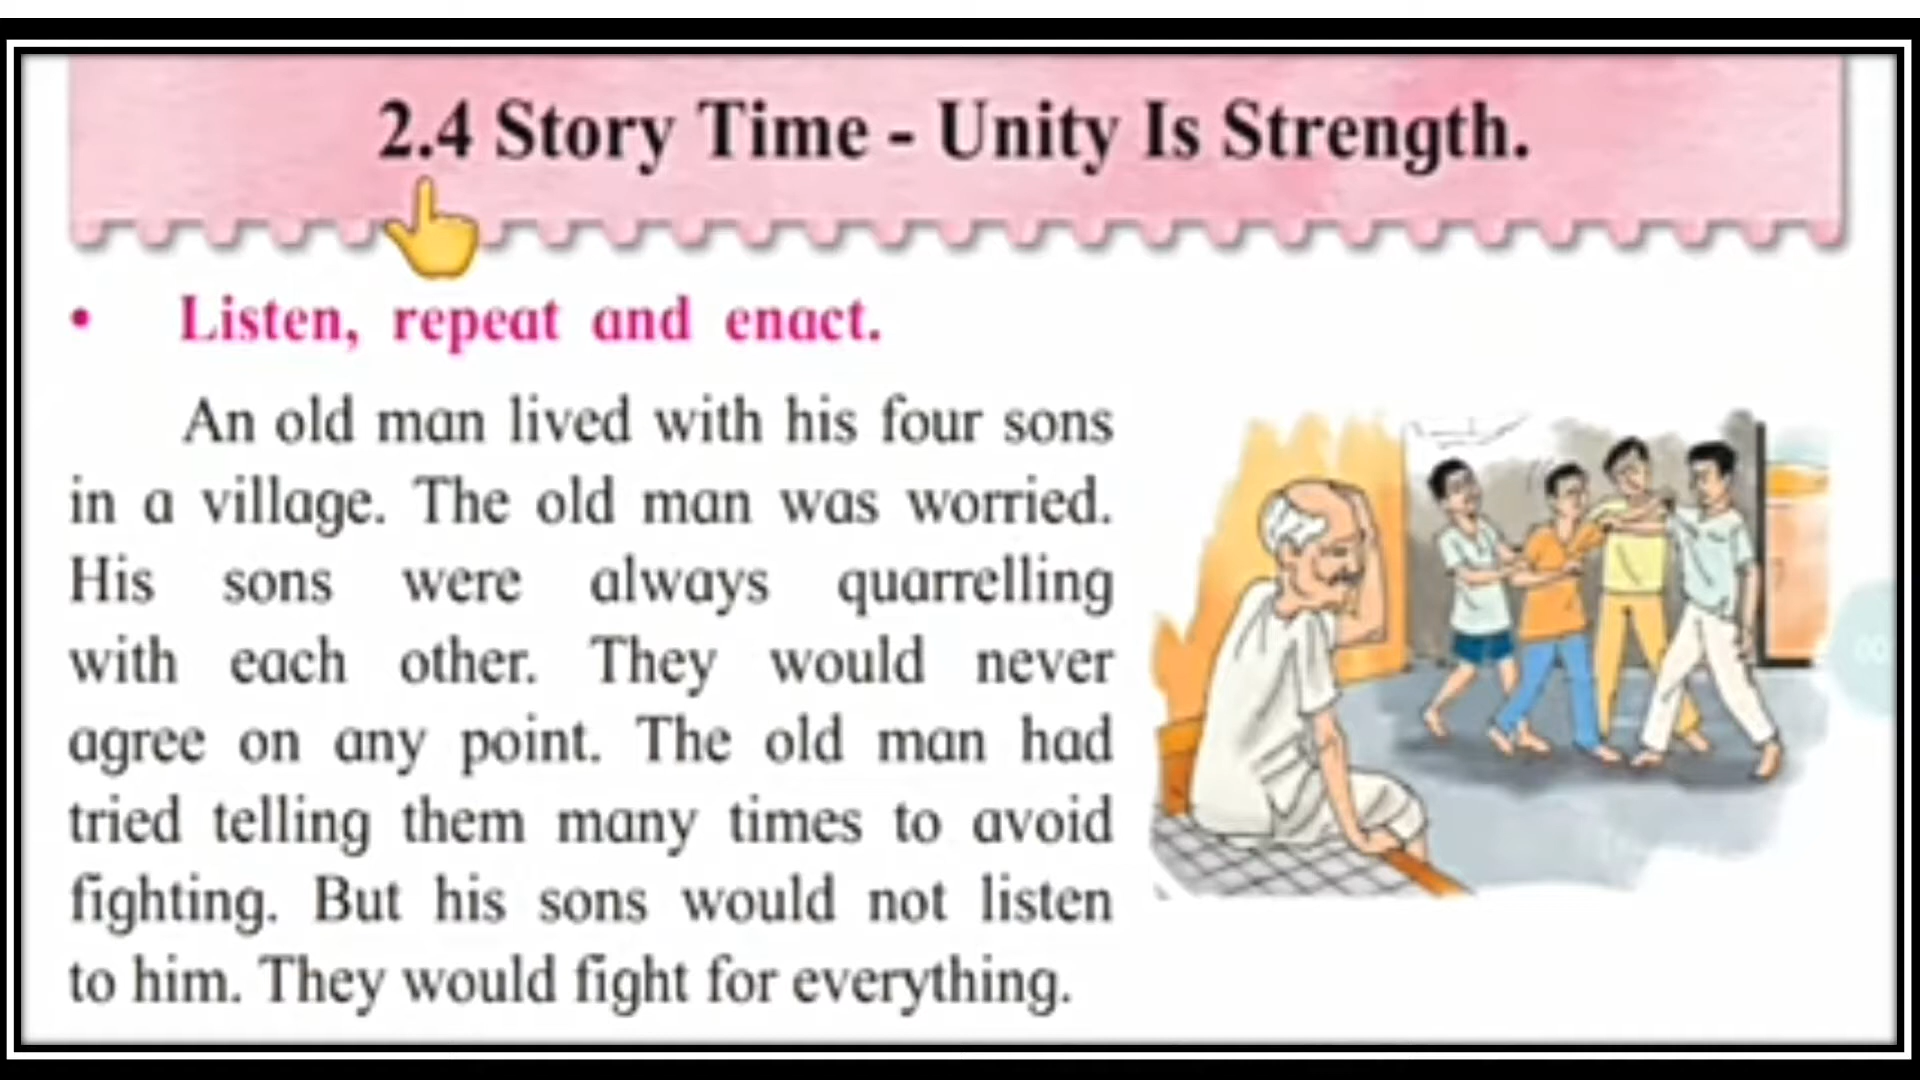 2.4 Story Time - Unity Is Strength.
• Listen, repeat and enact.
An old man lived with his four sons
in a village. The old man was worried.
His sons were always quarrelling
with each other. They would never
agree on any point. The old man had
tried telling them many times to avoid
fighting. But his sons would not listen
to him. They would fight for everything.